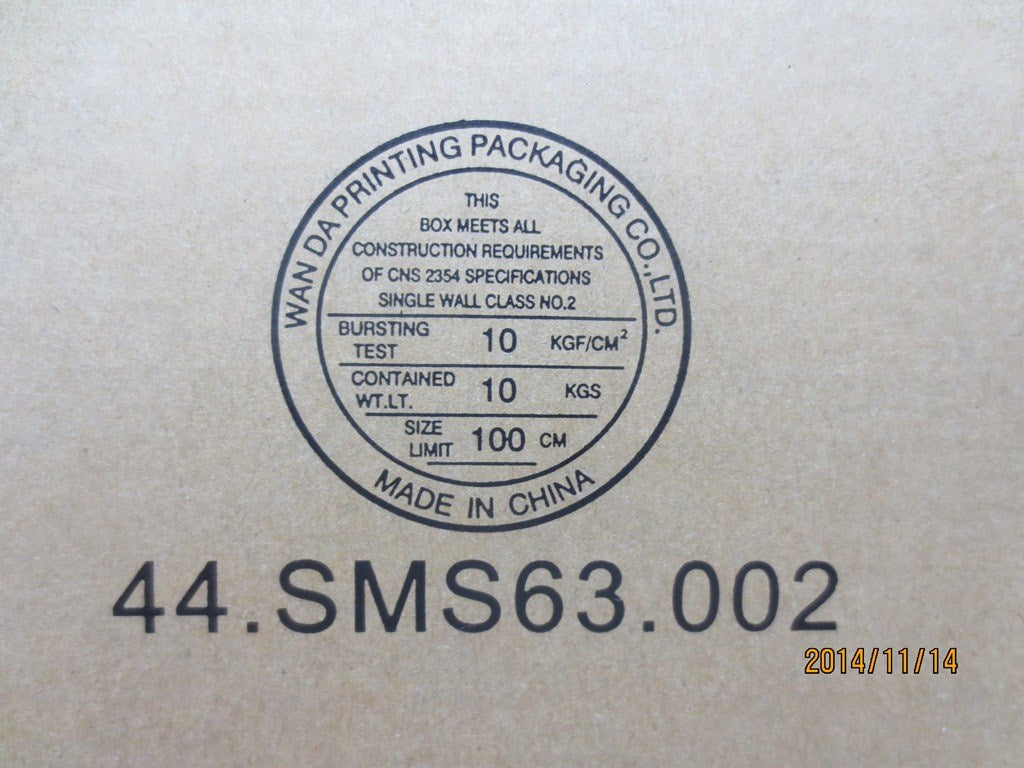 WAN DA PRINTING PACKAGING CO.,LTD.
THIS
BOX MEETS ALL
CONSTRUCTION REQUIREMENTS
OF CNS 2354 SPECIFICATIONS
SINGLE WALL CLASS NO.2
BURSTING TEST 10 KGF/CM²
CONTAINED WT.LT. 10 KGS
SIZE LIMIT 100 CM
MADE IN CHINA
44.SMS63.002
2014/11/14